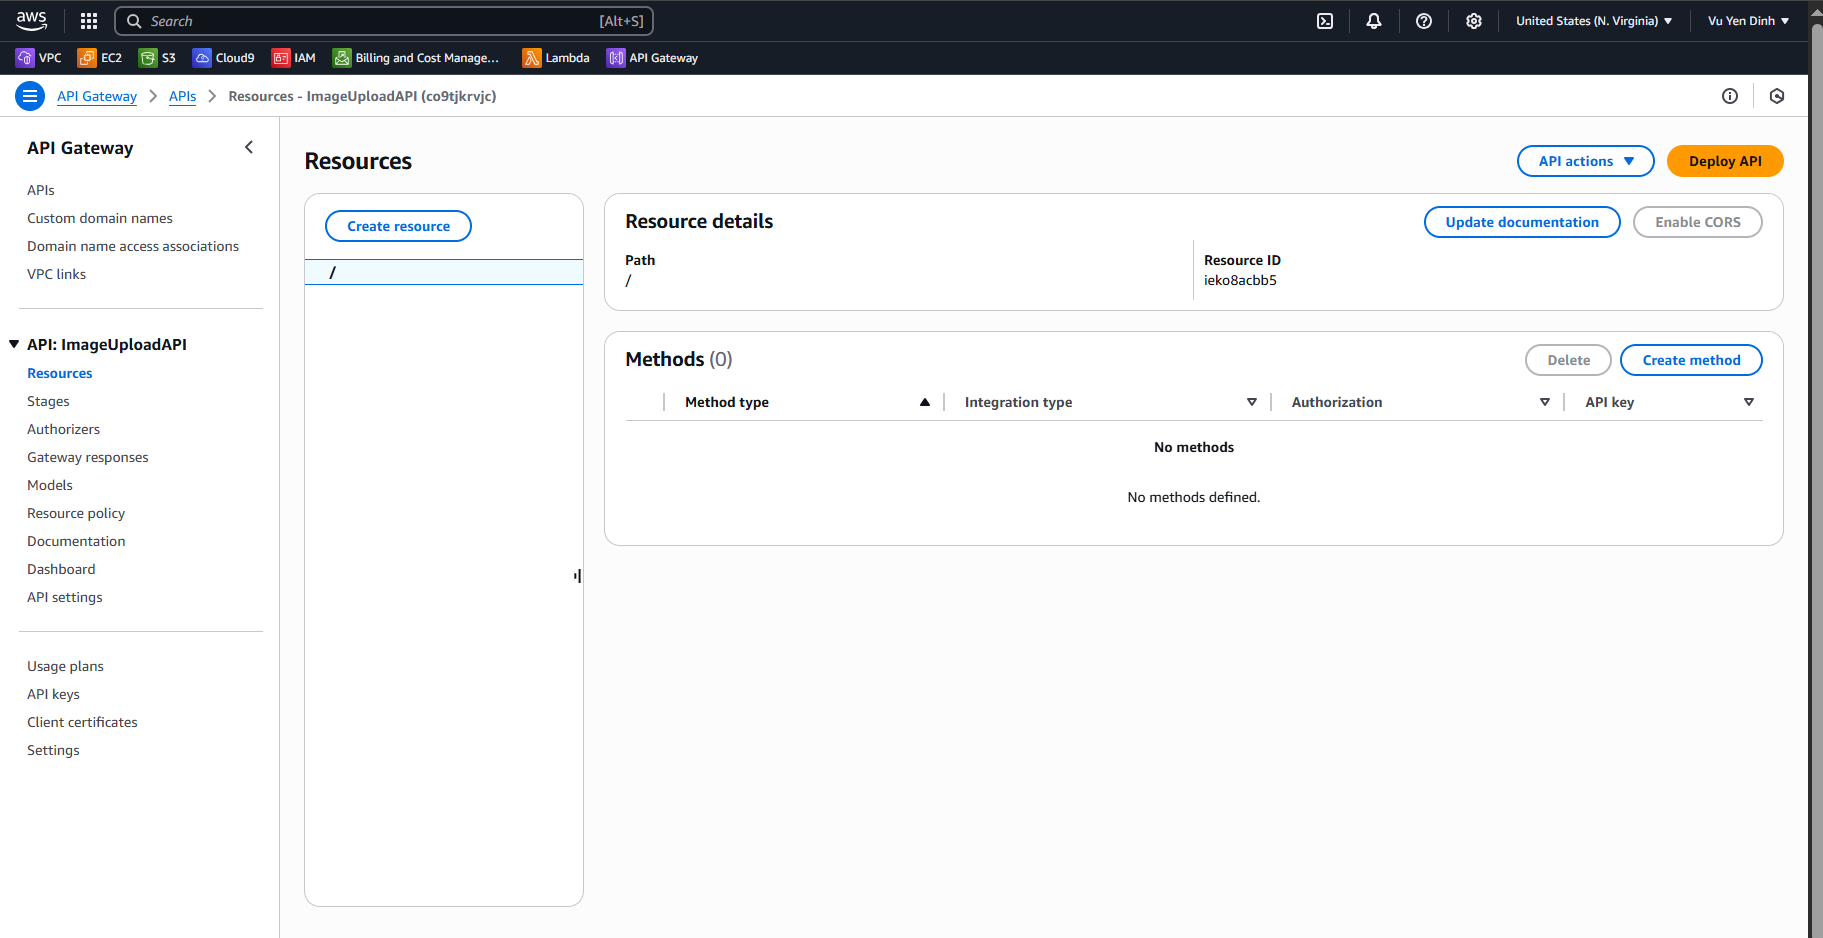 aws
Search [Alt+S]
United States (N. Virginia)
Vu Yen Dinh
VPC EC2 S3 Cloud9 IAM Billing and Cost Manage... Lambda API Gateway
API Gateway > APIs > Resources - ImageUploadAPI (co9tjkrvjc)
API Gateway
APIs
Custom domain names
Domain name access associations
VPC links
API: ImageUploadAPI
Resources
Stages
Authorizers
Gateway responses
Models
Resource policy
Documentation
Dashboard
API settings
Usage plans
API keys
Client certificates
Settings
Resources
API actions
Deploy API
Create resource
/
Resource details
Update documentation
Enable CORS
Path
/
Resource ID
ieko8acbb5
Methods (0)
Delete
Create method
Method type Integration type Authorization API key
No methods
No methods defined.